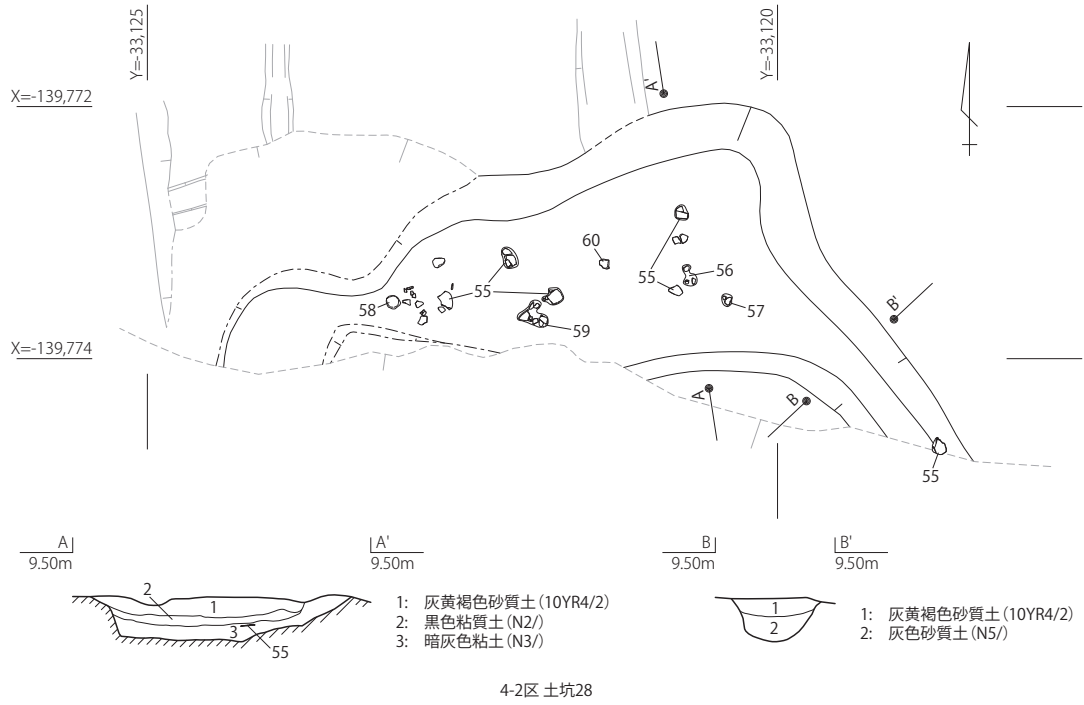 Y=-33,125
Y=-33,120
X=-139,772
A'
60
55
56
55
55
58
57
59
B'
X=-139,774
A
B
55
A
A'
B
B'
9.50m
9.50m
9.50m
9.50m
2
1
3
55
1: 灰黄褐色砂質土（10YR4/2）
2: 黒色粘質土（N2/）
3: 暗灰色粘土（N3/）
1
2
1: 灰黄褐色砂質土（10YR4/2）
2: 灰色砂質土（N5/）
4-2区 土坑28